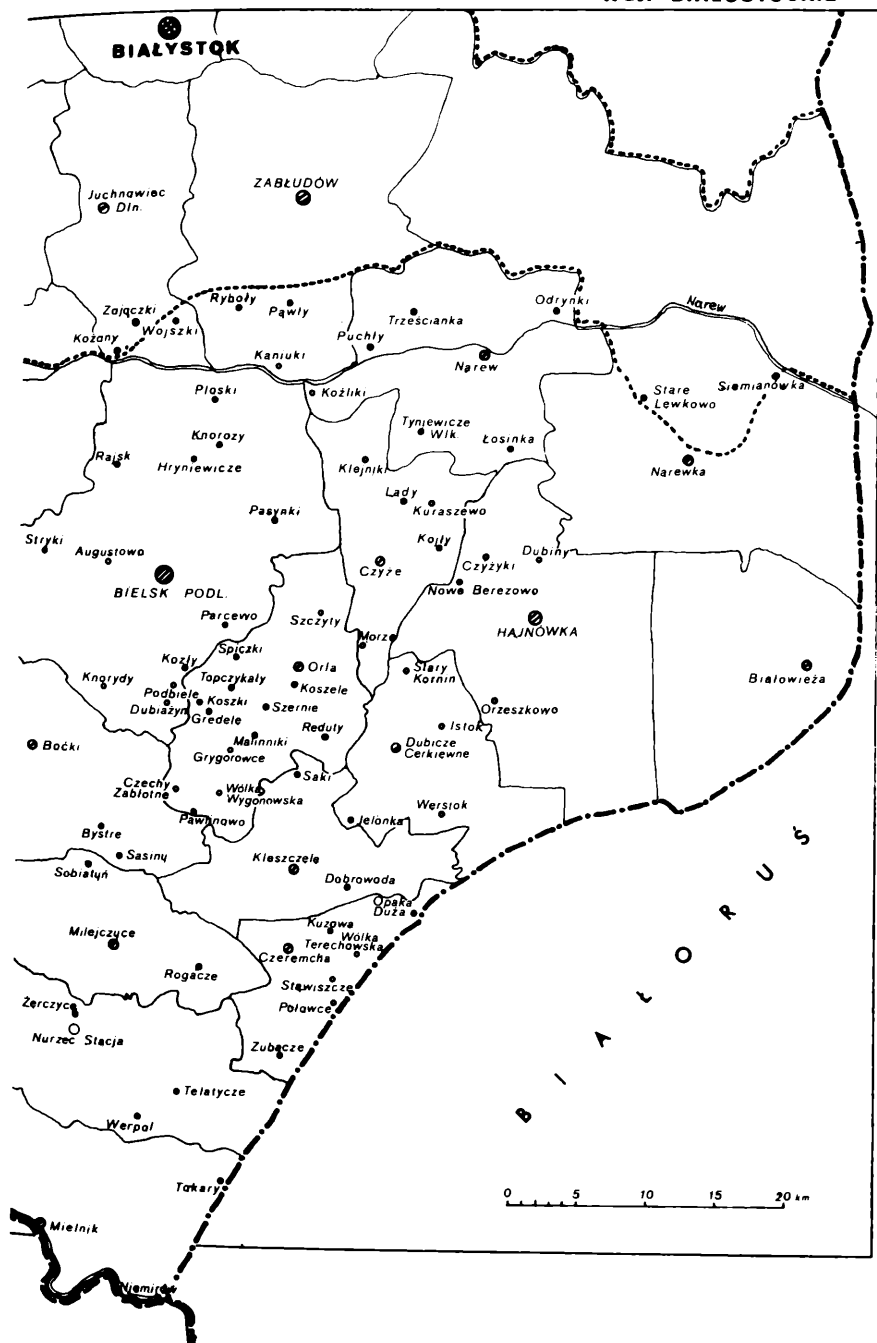 BIAŁYSTOK
Juchnowiec
Dln.
ZABŁUDÓW
Zajączki
Wojszki
Kożany
Ryboły
Pawły
Kaniuki
Puchły
Trześcianka
Odrynki
Narew
Narew
Ploski
Koźliki
Stare
Lewkowo
Siemianówka
Narewka
Knorozy
Rajsk
Hryniewicze
Tyniewicze
Wlk.
Łosinka
Klejniki
Lady
Kuraszewo
Pasynki
Kojły
Stryki
Augustowo
Czyże
Czyżyki
Dubiny
BIELSK PODL.
Nowe Berezowo
HAJNÓWKA
Parcewo
Szczyty
Morze
Spiczki
Kozły
Orla
Stary
Kornin
Białowieża
Knorydy
Topczykały
Podbiele
Koszki
Koszele
Dubiażyn
Gredele
Szernie
Orzeszkowo
Istok
Boćki
Malinniki
Reduty
Dubicze
Cerkiewne
Grygorowce
Saki
Czechy
Zabłotne
Wólka
Wygonowska
Pawlinowo
Jelonka
Werstok
Bystre
Sasiny
Sobiatyń
Kleszczele
Dobrowoda
Opaka
Duża
Milejczyce
Kuzawa
Wólka
Terechowska
Czeremcha
Rogacze
Stawiszcze
Połowce
Żerczyce
Nurzec Stacja
Zubacze
Telatycze
Werpol
Tokary
Mielnik
Niemirów
BIAŁORUŚ
0 5 10 15 20 km